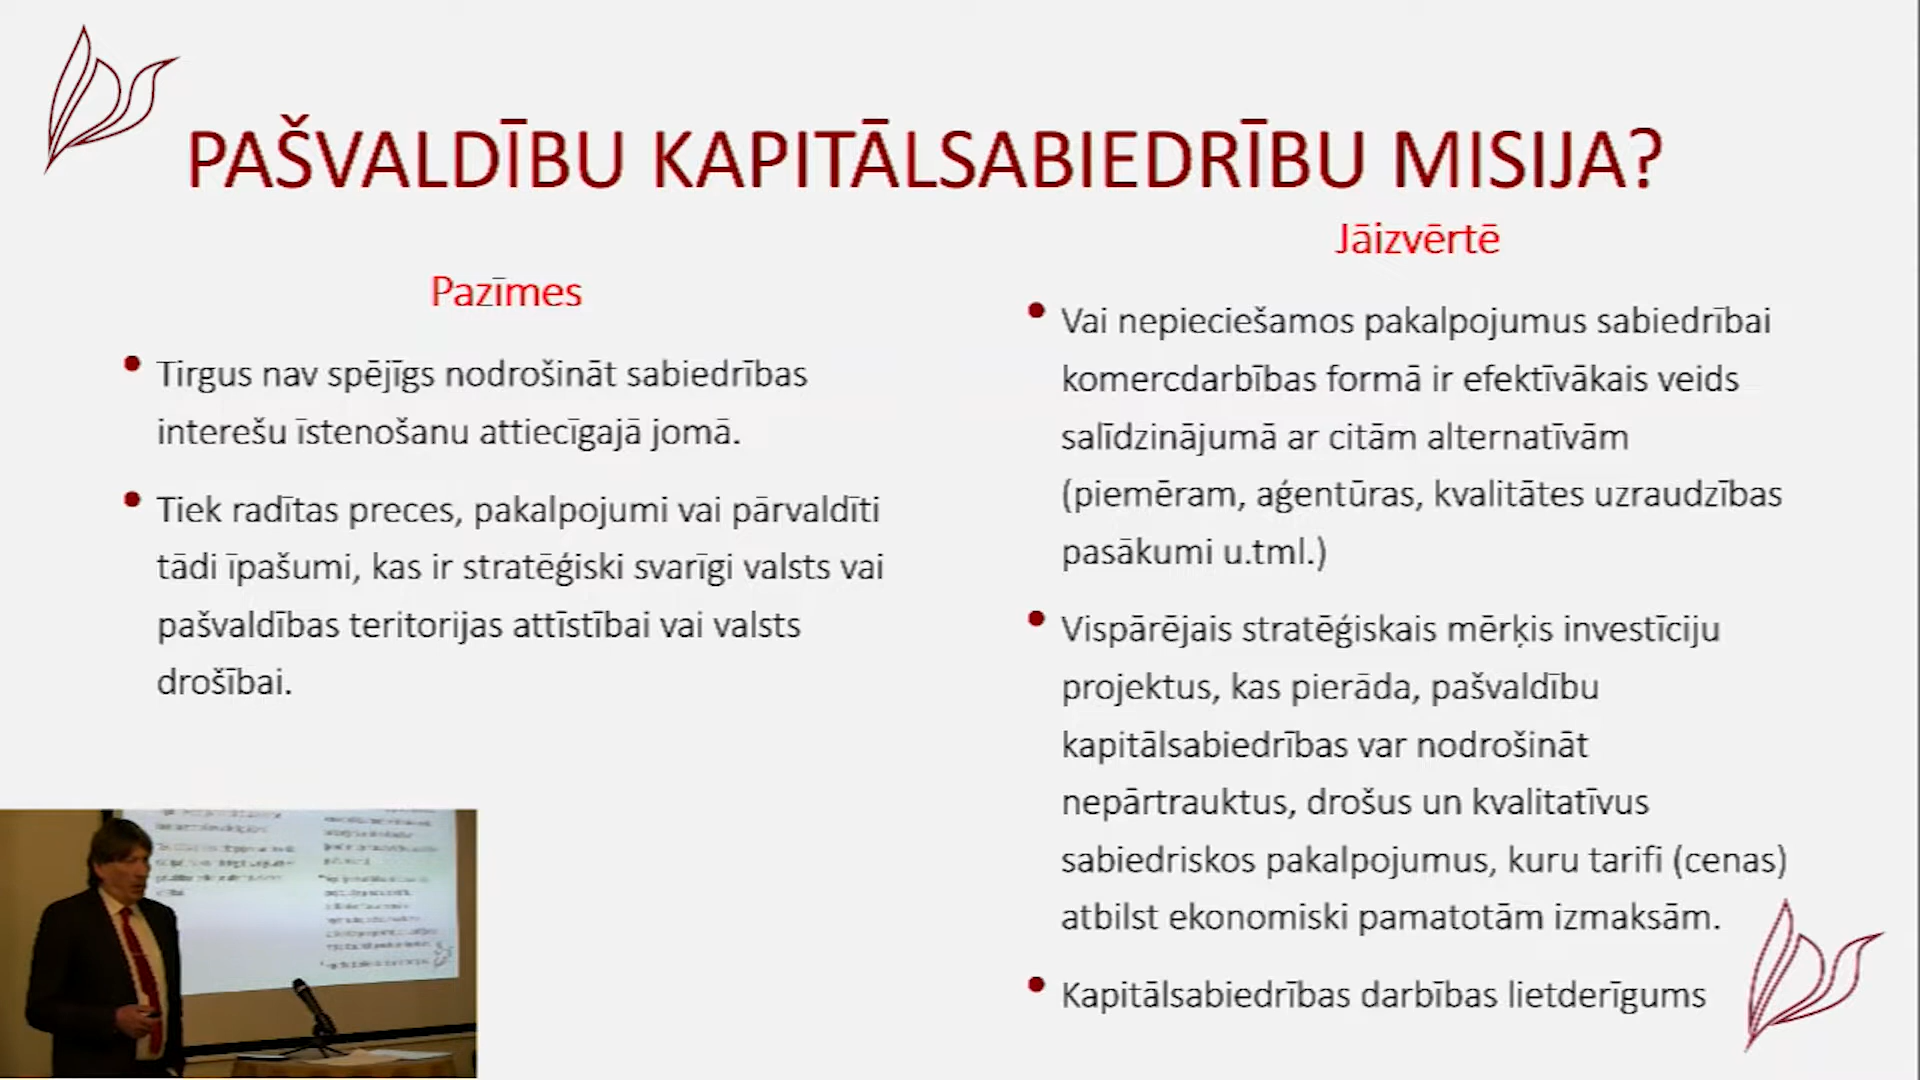 PAŠVALDĪBU KAPITĀLSABIEDRĪBU MISIJA?
Pazīmes
• Tirgus nav spējīgs nodrošināt sabiedrības
interešu īstenošanu attiecīgajā jomā.
• Tiek radītas preces, pakalpojumi vai pārvaldīti
tādi īpašumi, kas ir stratēģiski svarīgi valsts vai
pašvaldības teritorijas attīstībai vai valsts
drošībai.
Jāizvērtē
• Vai nepieciešamos pakalpojumus sabiedrībai
komercdarbības formā ir efektīvākais veids
salīdzinājumā ar citām alternatīvām
(piemēram, aģentūras, kvalitātes uzraudzības
pasākumi u.tml.)
• Vispārējais stratēģiskais mērķis investīciju
projektus, kas pierāda, pašvaldību
kapitālsabiedrības var nodrošināt
nepārtrauktus, drošus un kvalitatīvus
sabiedriskos pakalpojumus, kuru tarifi (cenas)
atbilst ekonomiski pamatotām izmaksām.
• Kapitālsabiedrības darbības lietderīgums